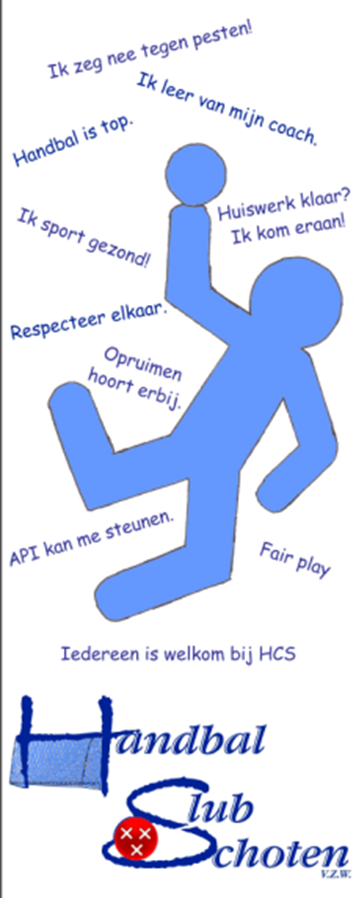 Ik zeg nee tegen pesten!
Ik leer van mijn coach.
Handbal is top.
Huiswerk klaar?
Ik kom eraan!
Ik sport gezond!
Respecteer elkaar.
Opruimen
hoort erbij.
API kan me steunen.
Fair play
Iedereen is welkom bij HCS
Handbal
Slub
Schoten
V.Z.W.